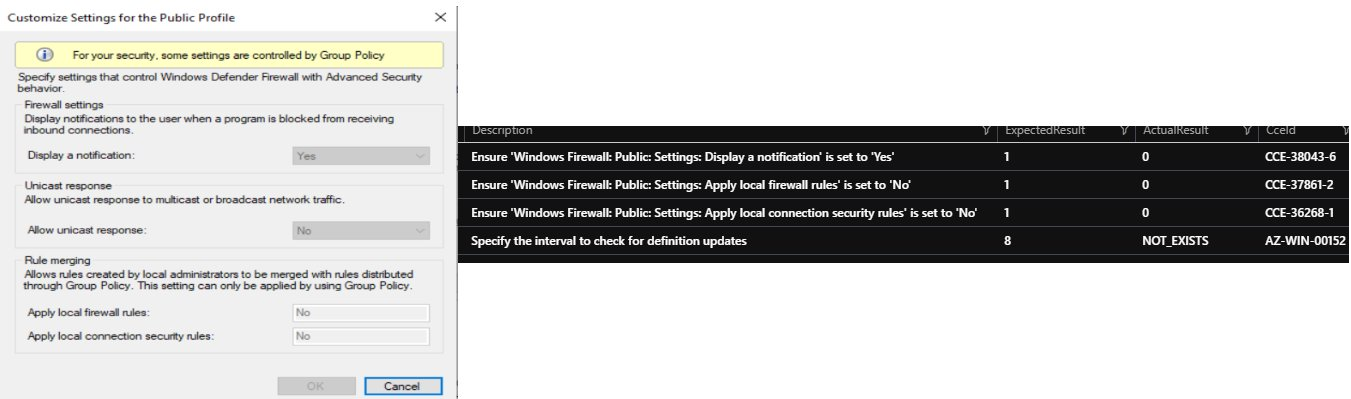 Customize Settings for the Public Profile
For your security, some settings are controlled by Group Policy
Specify settings that control Windows Defender Firewall with Advanced Security
behavior.
Firewall settings
Display notifications to the user when a program is blocked from receiving
inbound connections.
Display a notification: Yes
Unicast response
Allow unicast response to multicast or broadcast network traffic.
Allow unicast response: No
Rule merging
Allows rules created by local administrators to be merged with rules distributed
through Group Policy. This setting can only be applied by using Group Policy.
Apply local firewall rules: No
Apply local connection security rules: No
OK Cancel
Description ExpectedResult ActualResult CceId
Ensure 'Windows Firewall: Public: Settings: Display a notification' is set to 'Yes' 1 0 CCE-38043-6
Ensure 'Windows Firewall: Public: Settings: Apply local firewall rules' is set to 'No' 1 0 CCE-37861-2
Ensure 'Windows Firewall: Public: Settings: Apply local connection security rules' is set to 'No' 1 0 CCE-36268-1
Specify the interval to check for definition updates 8 NOT_EXISTS AZ-WIN-00152